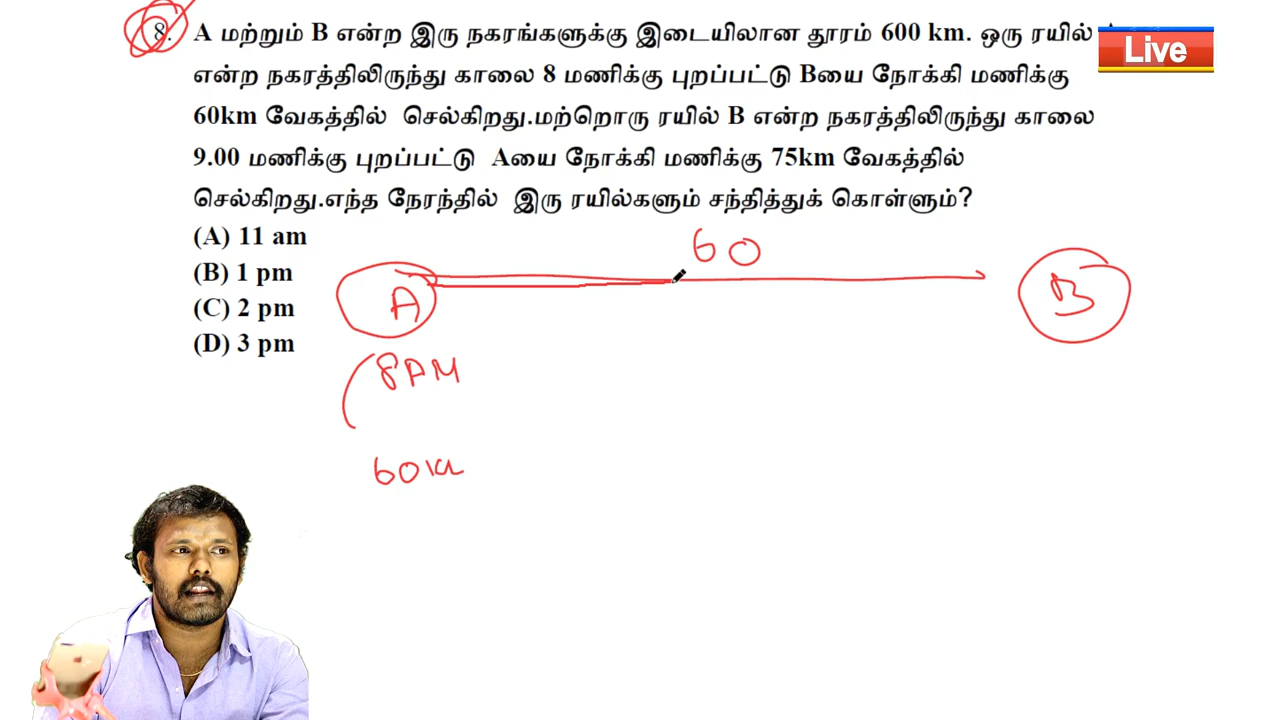 8. A மற்றும் B என்ற இரு நகரங்களுக்கு இடையிலான தூரம் 600 km. ஒரு ரயில்
Live
என்ற நகரத்திலிருந்து காலை 8 மணிக்கு புறப்பட்டு Bயை நோக்கி மணிக்கு
60km வேகத்தில் செல்கிறது.மற்றொரு ரயில் B என்ற நகரத்திலிருந்து காலை
9.00 மணிக்கு புறப்பட்டு Aயை நோக்கி மணிக்கு 75km வேகத்தில்
செல்கிறது.எந்த நேரந்தில் இரு ரயில்களும் சந்தித்துக் கொள்ளும்?
(A) 11 am
(B) 1 pm
(C) 2 pm
(D) 3 pm
60
A
B
8AM
60